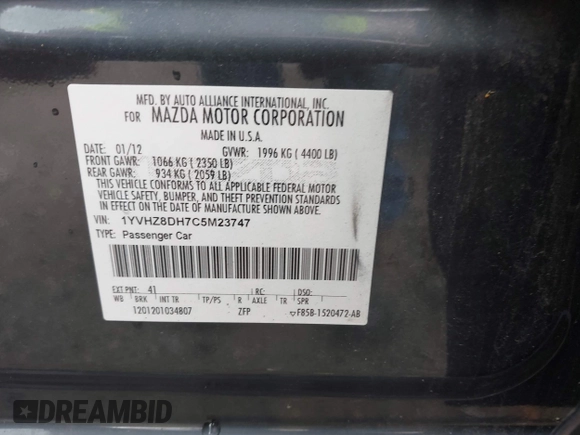 MFD. BY AUTO ALLIANCE INTERNATIONAL, INC.
FOR MAZDA MOTOR CORPORATION
MADE IN U.S.A.
DATE: 01/12 GVWR: 1996 KG ( 4400 LB)
FRONT GAWR: 1066 KG ( 2350 LB)
REAR GAWR: 934 KG ( 2059 LB)
THIS VEHICLE CONFORMS TO ALL APPLICABLE FEDERAL MOTOR
VEHICLE SAFETY, BUMPER, AND THEFT PREVENTION STANDARDS
IN EFFECT ON THE DATE OF MANUFACTURE SHOWN ABOVE.
VIN: 1YVHZ8DH7C5M23747
TYPE: Passenger Car
EXT PNT: 41 RC: DSO:
WB BRK INT TR TP/PS R AXLE TR SPR
1201201034807 ZFP ▽F85B-1520472-AB
DREAMBID